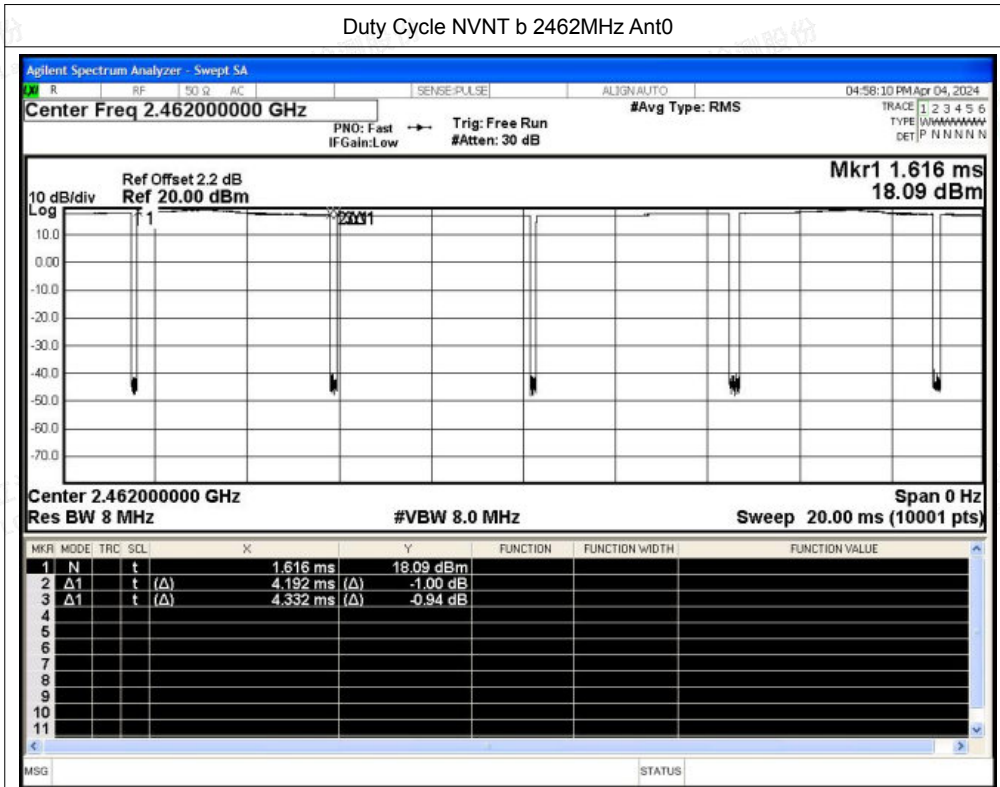 Duty Cycle NVNT b 2462MHz Ant0
Agilent Spectrum Analyzer - Swept SA
R RF 50 Ω AC SENSE:PULSE ALIGN AUTO 04:58:10 PM Apr 04, 2024
Center Freq 2.462000000 GHz #Avg Type: RMS TRACE 1 2 3 4 5 6
PNO: Fast Trig: Free Run TYPE
IFGain:Low #Atten: 30 dB DET P N N N N N
Mkr1 1.616 ms
Ref Offset 2.2 dB
10 dB/div Ref 20.00 dBm 18.09 dBm
Log
1
10.0
0.00
-10.0
-20.0
-30.0
-40.0
-50.0
-60.0
-70.0
Center 2.462000000 GHz Span 0 Hz
Res BW 8 MHz #VBW 8.0 MHz Sweep 20.00 ms (10001 pts)
MKR MODE TRC SCL X Y FUNCTION FUNCTION WIDTH FUNCTION VALUE
1 N t 1.616 ms 18.09 dBm
2 Δ1 t (Δ) 4.192 ms (Δ) -1.00 dB
3 Δ1 t (Δ) 4.332 ms (Δ) -0.94 dB
4
5
6
7
8
9
10
11
MSG STATUS